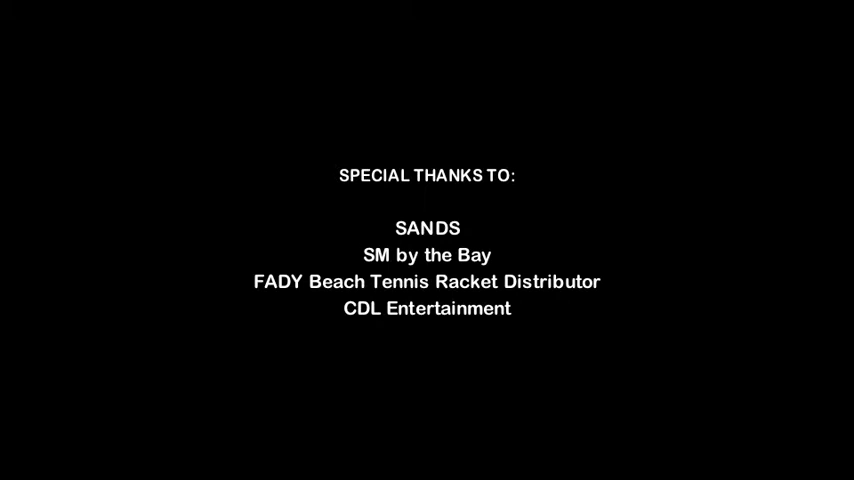 SPECIAL THANKS TO:
SANDS
SM by the Bay
FADY Beach Tennis Racket Distributor
CDL Entertainment